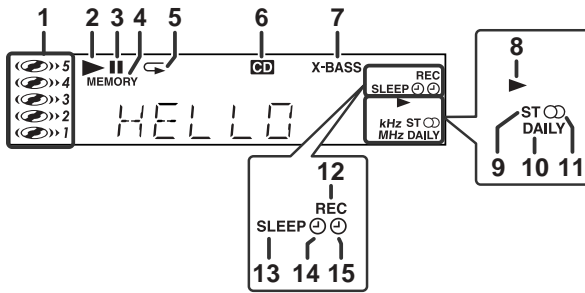 1 2 3 4 5 6 7
5 CD X-BASS REC
4 MEMORY SLEEP
3
2 HELLO kHz ST
1 MHz DAILY
8
ST
DAILY
9 10 11
12
REC
SLEEP
13 14 15